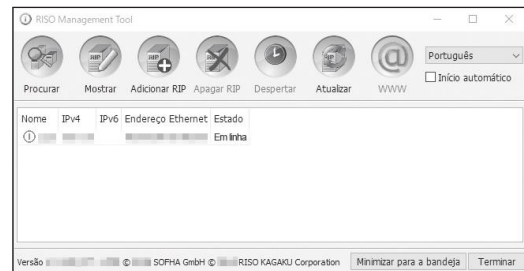 RISO Management Tool
Procurar Mostrar Adicionar RIP Apagar RIP Despertar Atualizar WWW
Português
Início automático
Nome IPv4 IPv6 Endereço Ethernet Estado
Em linha
Versão © SOFHA GmbH © RISO KAGAKU Corporation
Minimizar para a bandeja Terminar